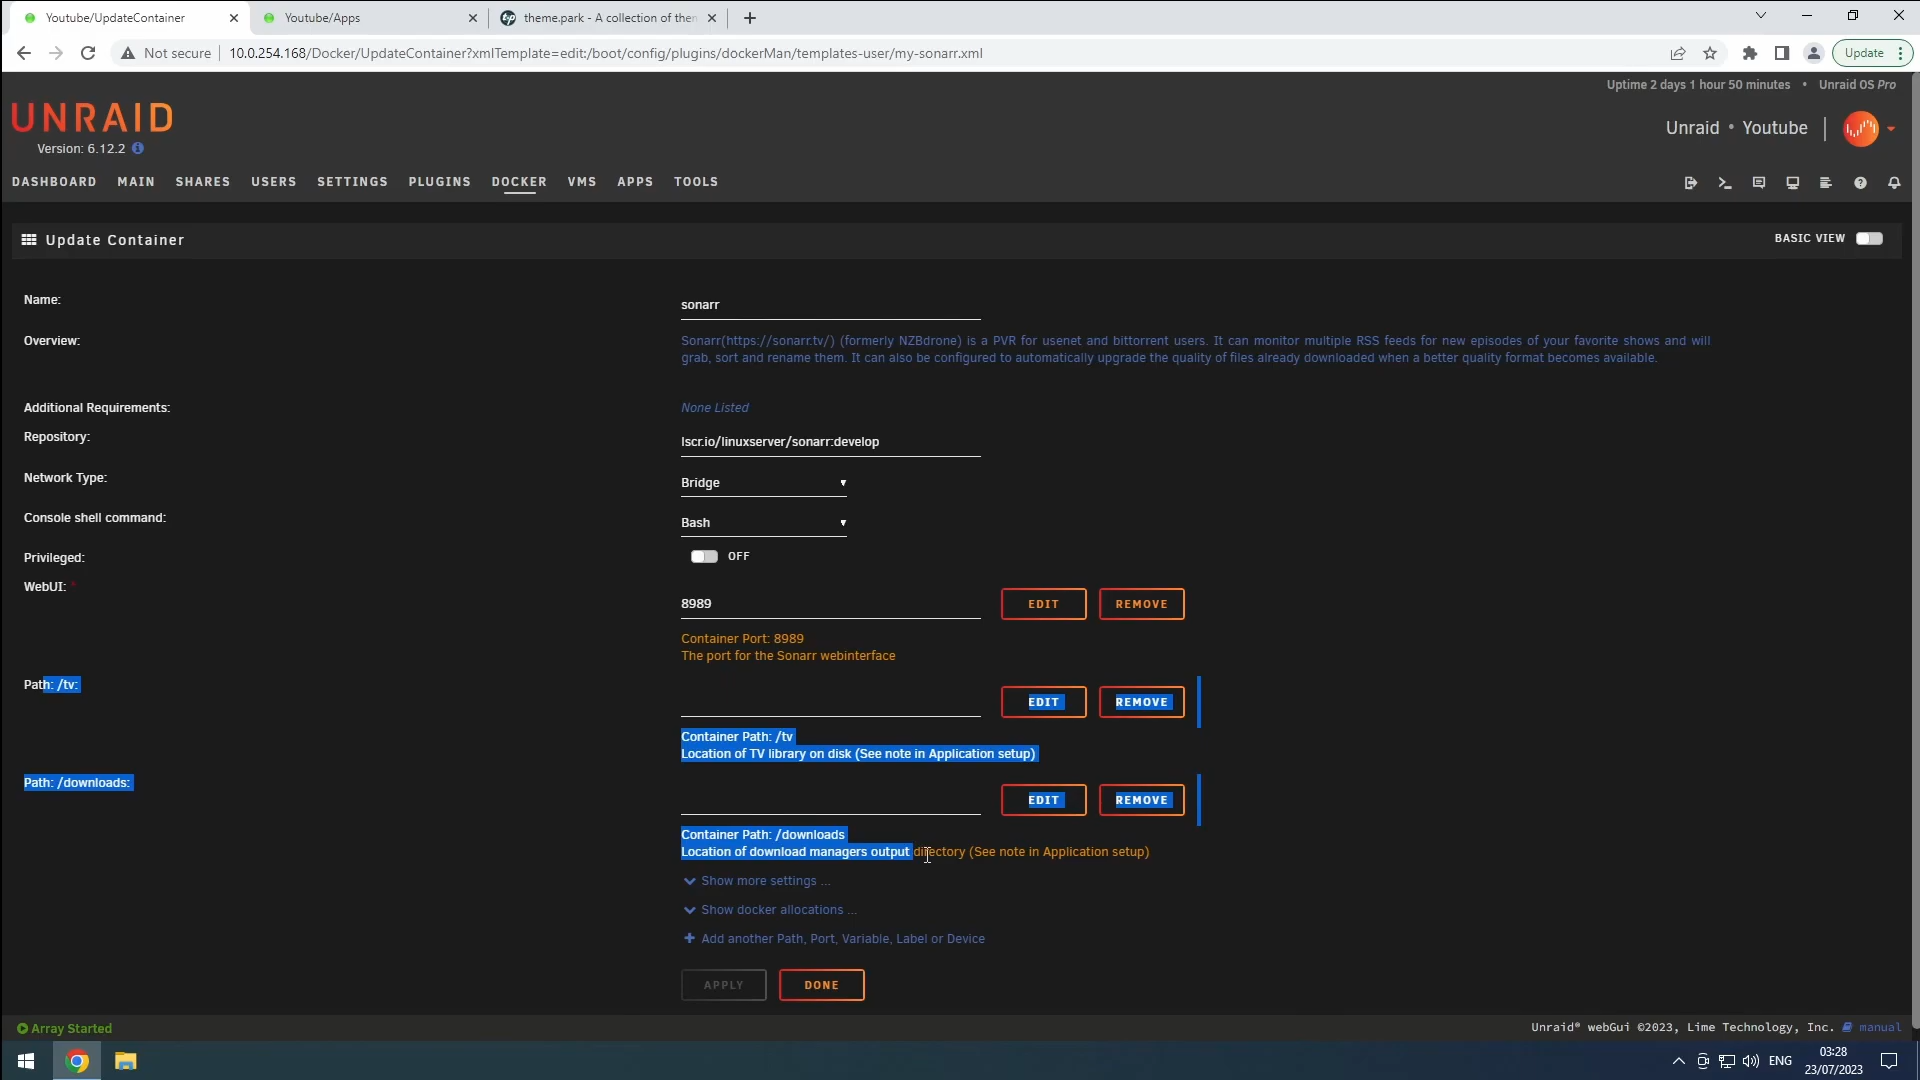 Youtube/UpdateContainer
Youtube/Apps
theme.park - A collection of then
Not secure
10.0.254.168/Docker/UpdateContainer?xmlTemplate=edit:/boot/config/plugins/dockerMan/templates-user/my-sonarr.xml
Update
Uptime 2 days 1 hour 50 minutes • Unraid OS Pro
UNRAID
Version: 6.12.2
Unraid • Youtube
DASHBOARD MAIN SHARES USERS SETTINGS PLUGINS DOCKER VMS APPS TOOLS
Update Container
BASIC VIEW
Name:
sonarr
Overview:
Sonarr(https://sonarr.tv/) (formerly NZBdrone) is a PVR for usenet and bittorrent users. It can monitor multiple RSS feeds for new episodes of your favorite shows and will
grab, sort and rename them. It can also be configured to automatically upgrade the quality of files already downloaded when a better quality format becomes available.
Additional Requirements:
None Listed
Repository:
lscr.io/linuxserver/sonarr:develop
Network Type:
Bridge
Console shell command:
Bash
Privileged:
OFF
WebUI: *
8989
EDIT
REMOVE
Container Port: 8989
The port for the Sonarr webinterface
Path: /tv:
EDIT
REMOVE
Container Path: /tv
Location of TV library on disk (See note in Application setup)
Path: /downloads:
EDIT
REMOVE
Container Path: /downloads
Location of download managers output directory (See note in Application setup)
Show more settings ...
Show docker allocations ...
Add another Path, Port, Variable, Label or Device
APPLY
DONE
Array Started
Unraid® webGui ©2023, Lime Technology, Inc. manual
ENG
03:28
23/07/2023